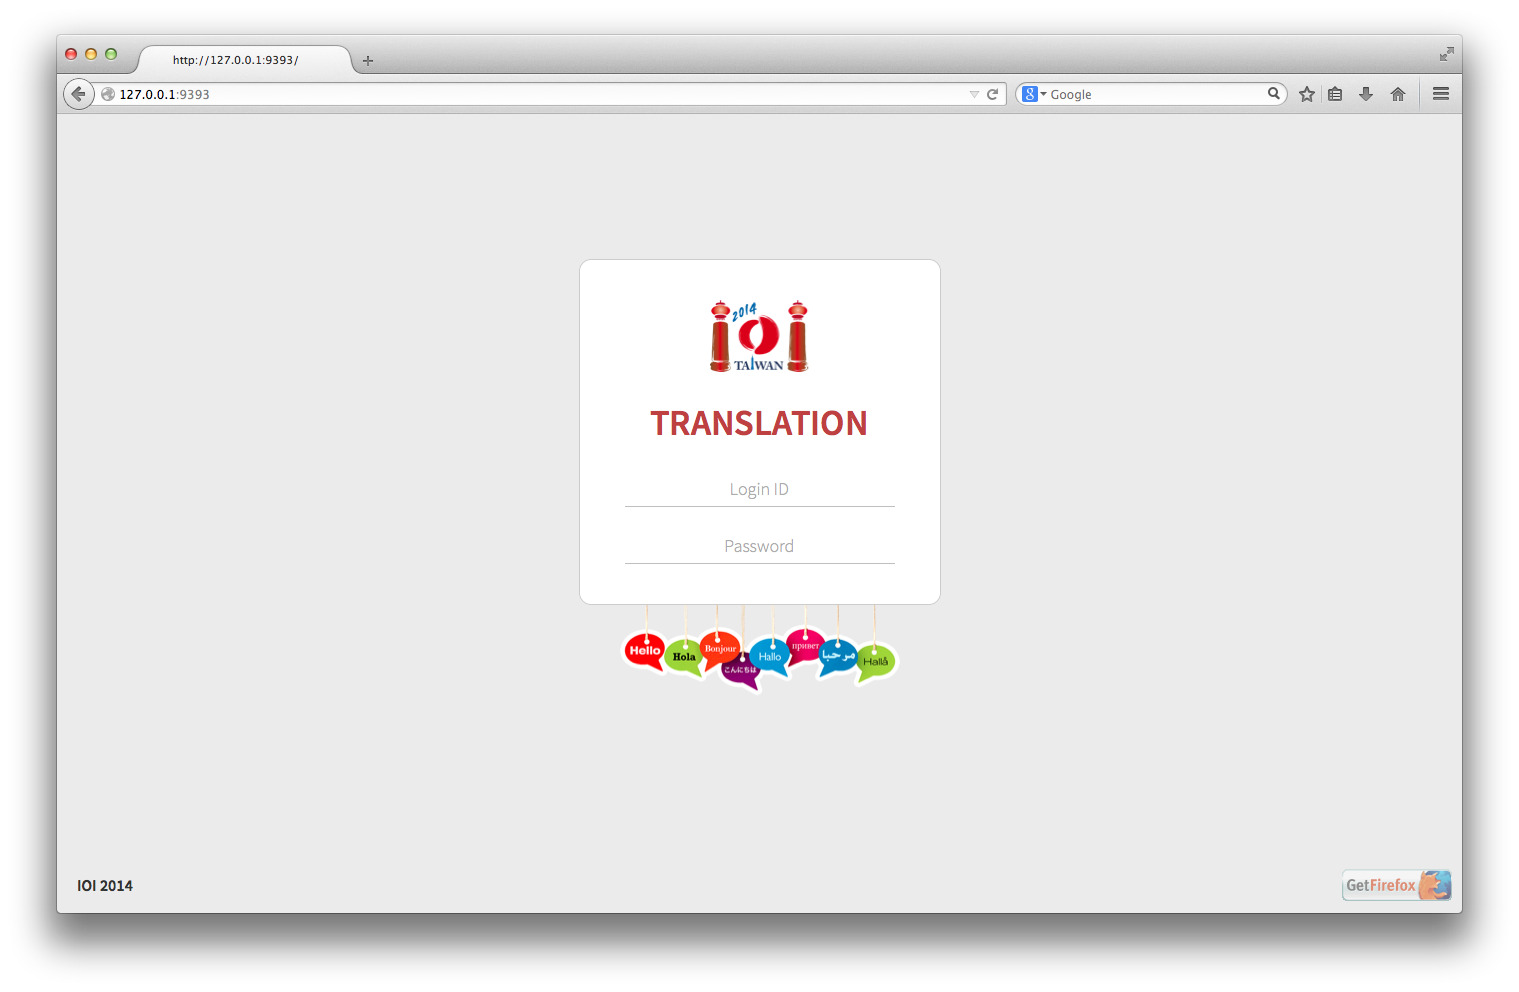 http://127.0.0.1:9393/
127.0.0.1:9393
Google
2014
IOI
TAIWAN
TRANSLATION
Login ID
Password
Hello
Hola
Bonjour
こんにちは
Hallo
привет
مرحبا
Hallå
IOI 2014
GetFirefox